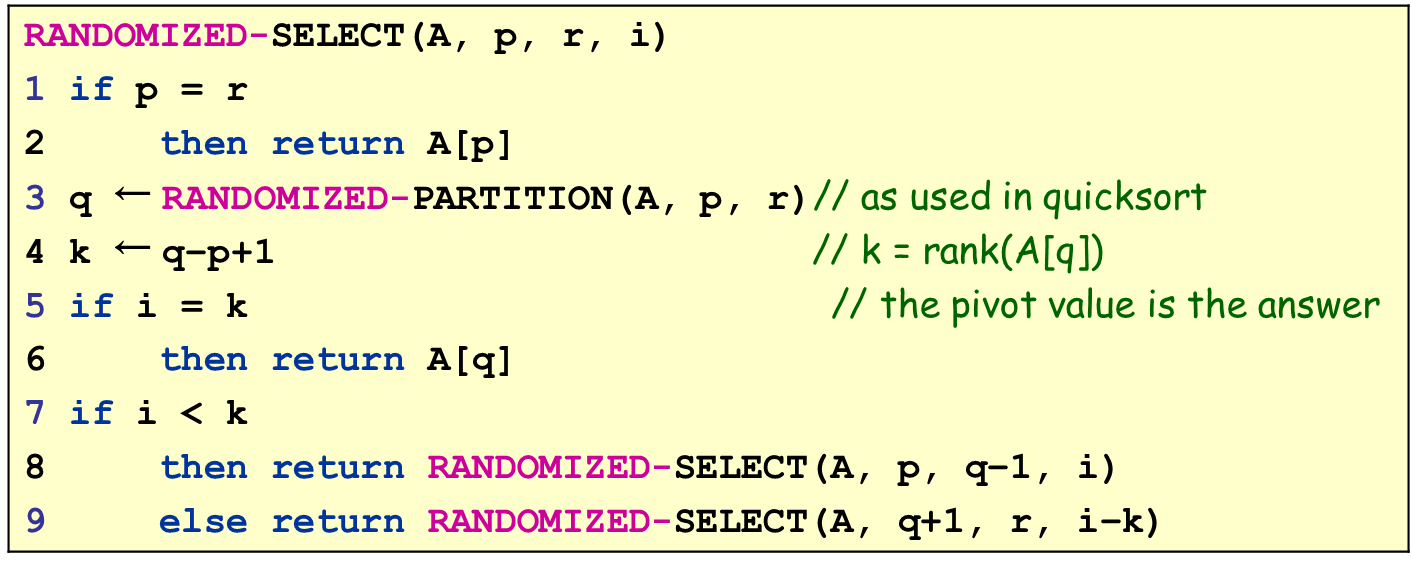 RANDOMIZED-SELECT(A, p, r, i)
1 if p = r
2 then return A[p]
3 q ← RANDOMIZED-PARTITION(A, p, r) // as used in quicksort
4 k ← q-p+1 // k = rank(A[q])
5 if i = k // the pivot value is the answer
6 then return A[q]
7 if i < k
8 then return RANDOMIZED-SELECT(A, p, q-1, i)
9 else return RANDOMIZED-SELECT(A, q+1, r, i-k)